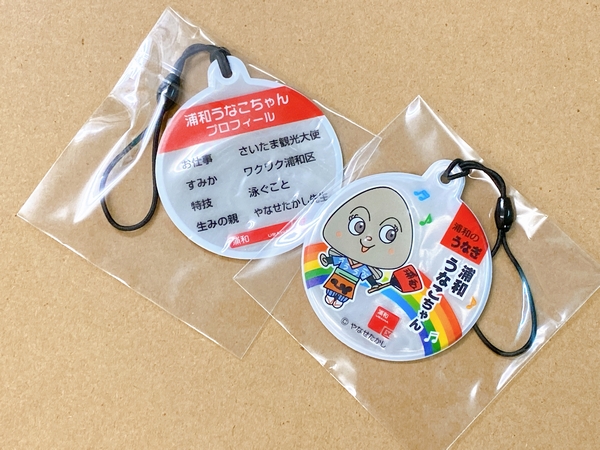 浦和うなこちゃん
プロフィール
お仕事 さいたま観光大使
すみか ワクリク浦和区
特技 泳ぐこと
生みの親 やなせたかし先生
浦和
浦和の
うなぎ
浦和
うなこちゃん
浦和
© やなせたかし